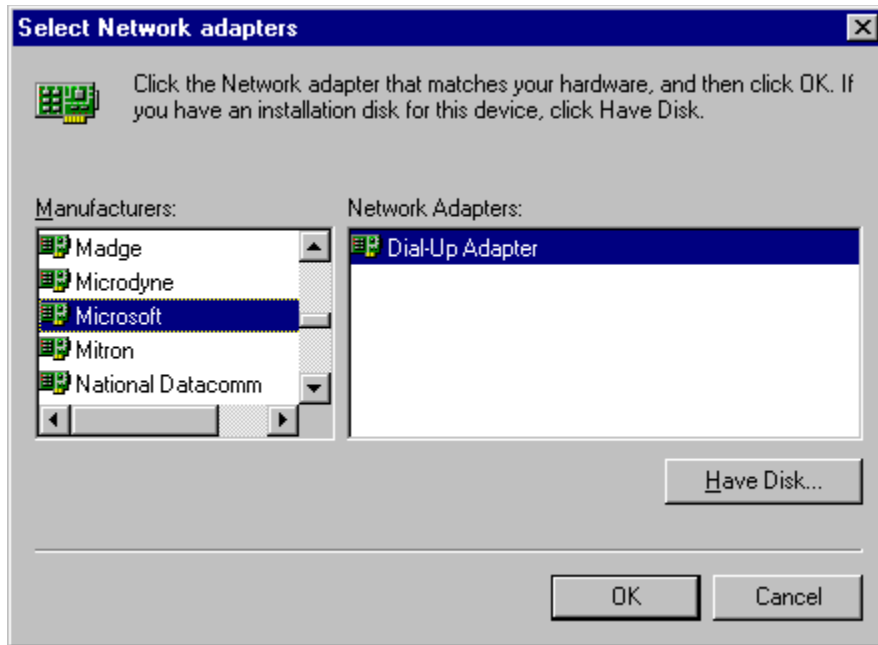 Select Network adapters
Click the Network adapter that matches your hardware, and then click OK. If
you have an installation disk for this device, click Have Disk.
Manufacturers:
Madge
Microdyne
Microsoft
Mitron
National Datacomm
Network Adapters:
Dial-Up Adapter
Have Disk...
OK
Cancel